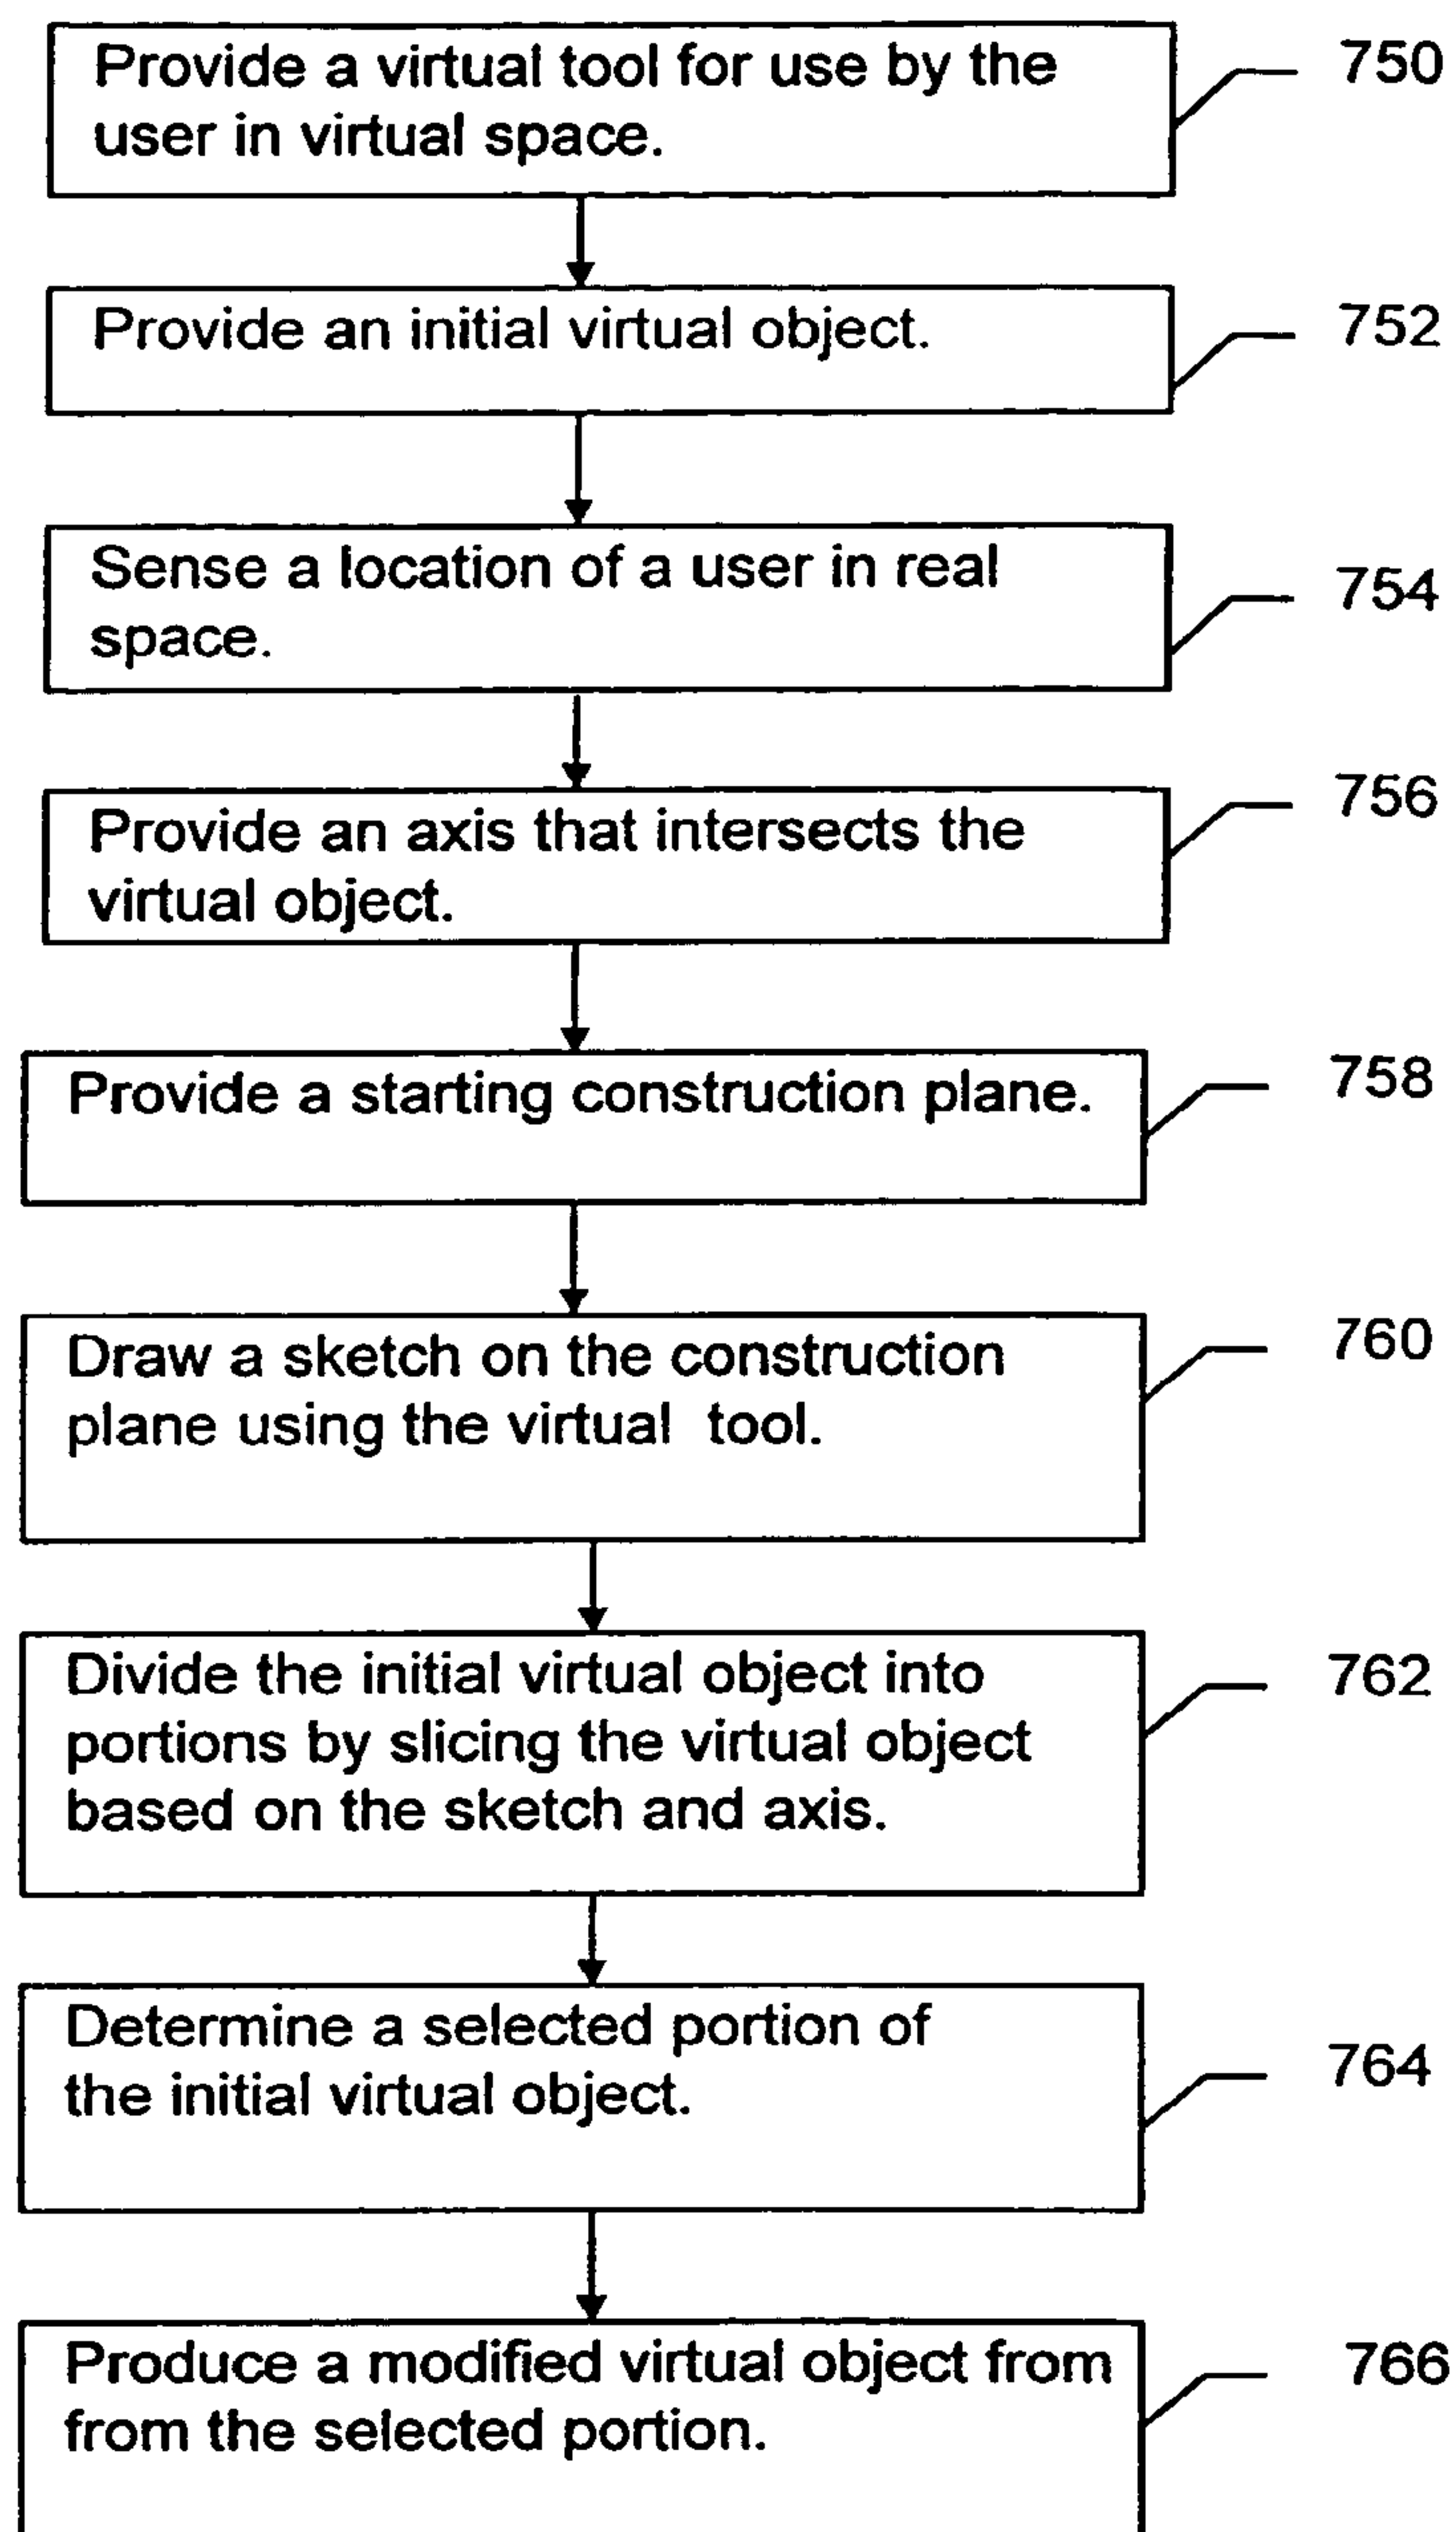 Provide a virtual tool for use by the
user in virtual space.
750
Provide an initial virtual object.
752
Sense a location of a user in real
space.
754
Provide an axis that intersects the
virtual object.
756
Provide a starting construction plane.
758
Draw a sketch on the construction
plane using the virtual tool.
760
Divide the initial virtual object into
portions by slicing the virtual object
based on the sketch and axis.
762
Determine a selected portion of
the initial virtual object.
764
Produce a modified virtual object from
from the selected portion.
766